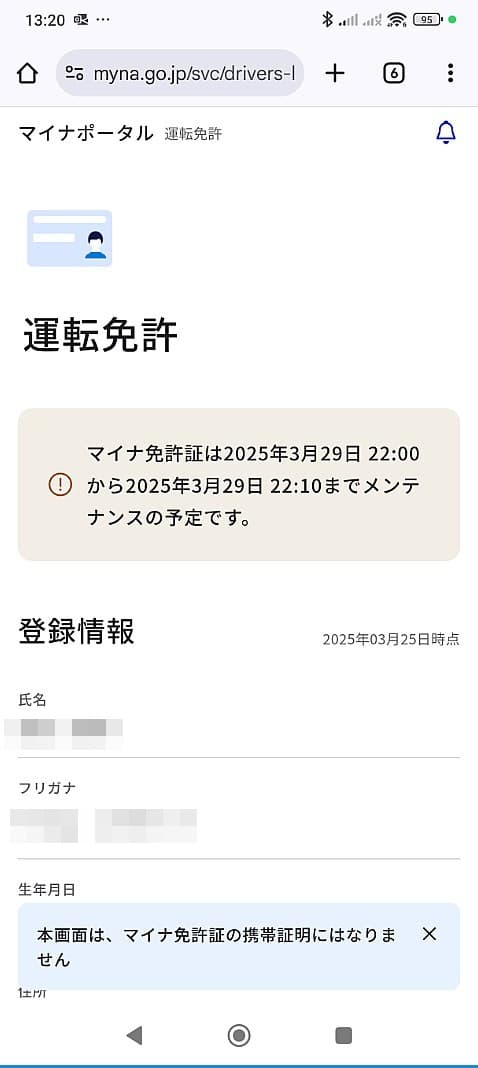 13:20
95
myna.go.jp/svc/drivers-l
6
マイナポータル 運転免許
運転免許
マイナ免許証は2025年3月29日 22:00
から2025年3月29日 22:10までメンテ
ナンスの予定です。
登録情報
2025年03月25日時点
氏名
フリガナ
生年月日
本画面は、マイナ免許証の携帯証明にはなりま
せん
住所